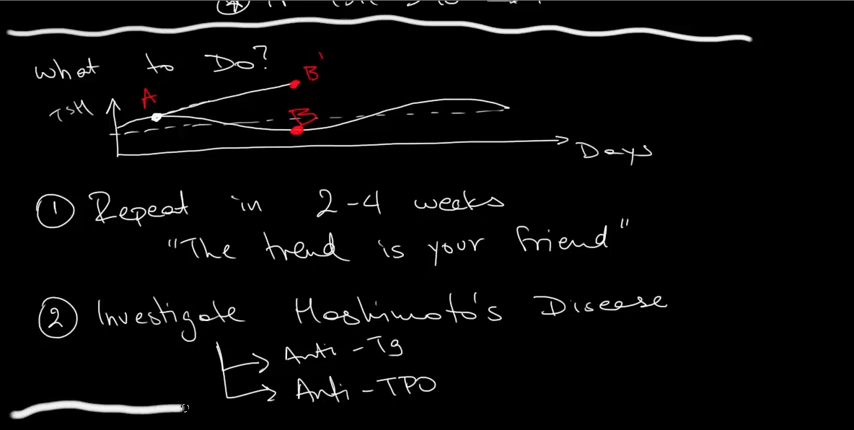 What to Do?
B'
A
TSH
B
Days
① Repeat in 2-4 weeks
"The trend is your friend"
② Investigate Hashimoto's Disease
Anti-Tg
Anti-TPO